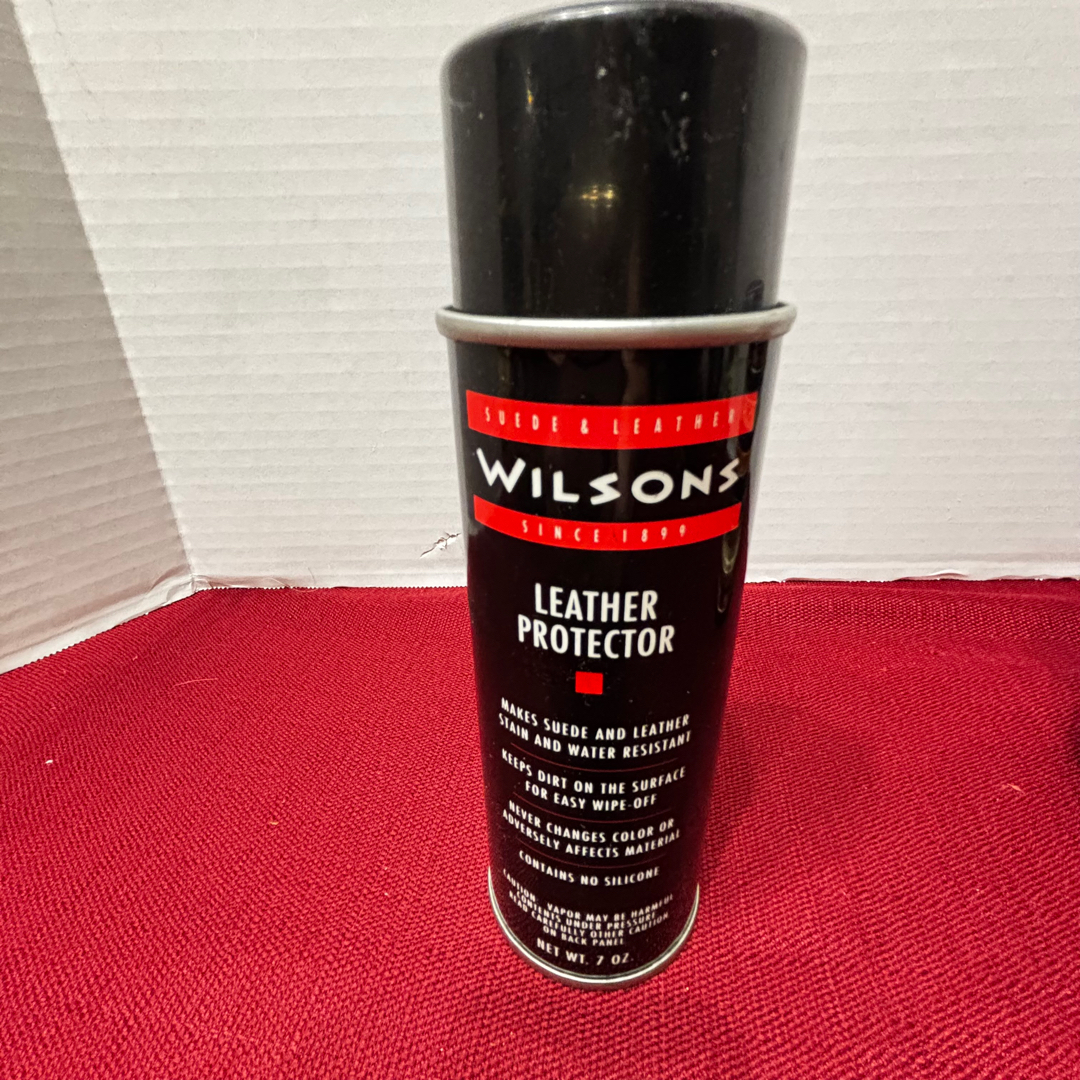 SUEDE & LEATHER
WILSONS
SINCE 1899
LEATHER
PROTECTOR
MAKES SUEDE AND LEATHER
STAIN AND WATER RESISTANT
KEEPS DIRT ON THE SURFACE
FOR EASY WIPE-OFF
NEVER CHANGES COLOR OR
ADVERSELY AFFECTS MATERIAL
CONTAINS NO SILICONE
CAUTION: VAPOR MAY BE HARMFUL
CONTENTS UNDER PRESSURE
READ CAREFULLY OTHER CAUTION
ON BACK PANEL
NET WT. 7 OZ.